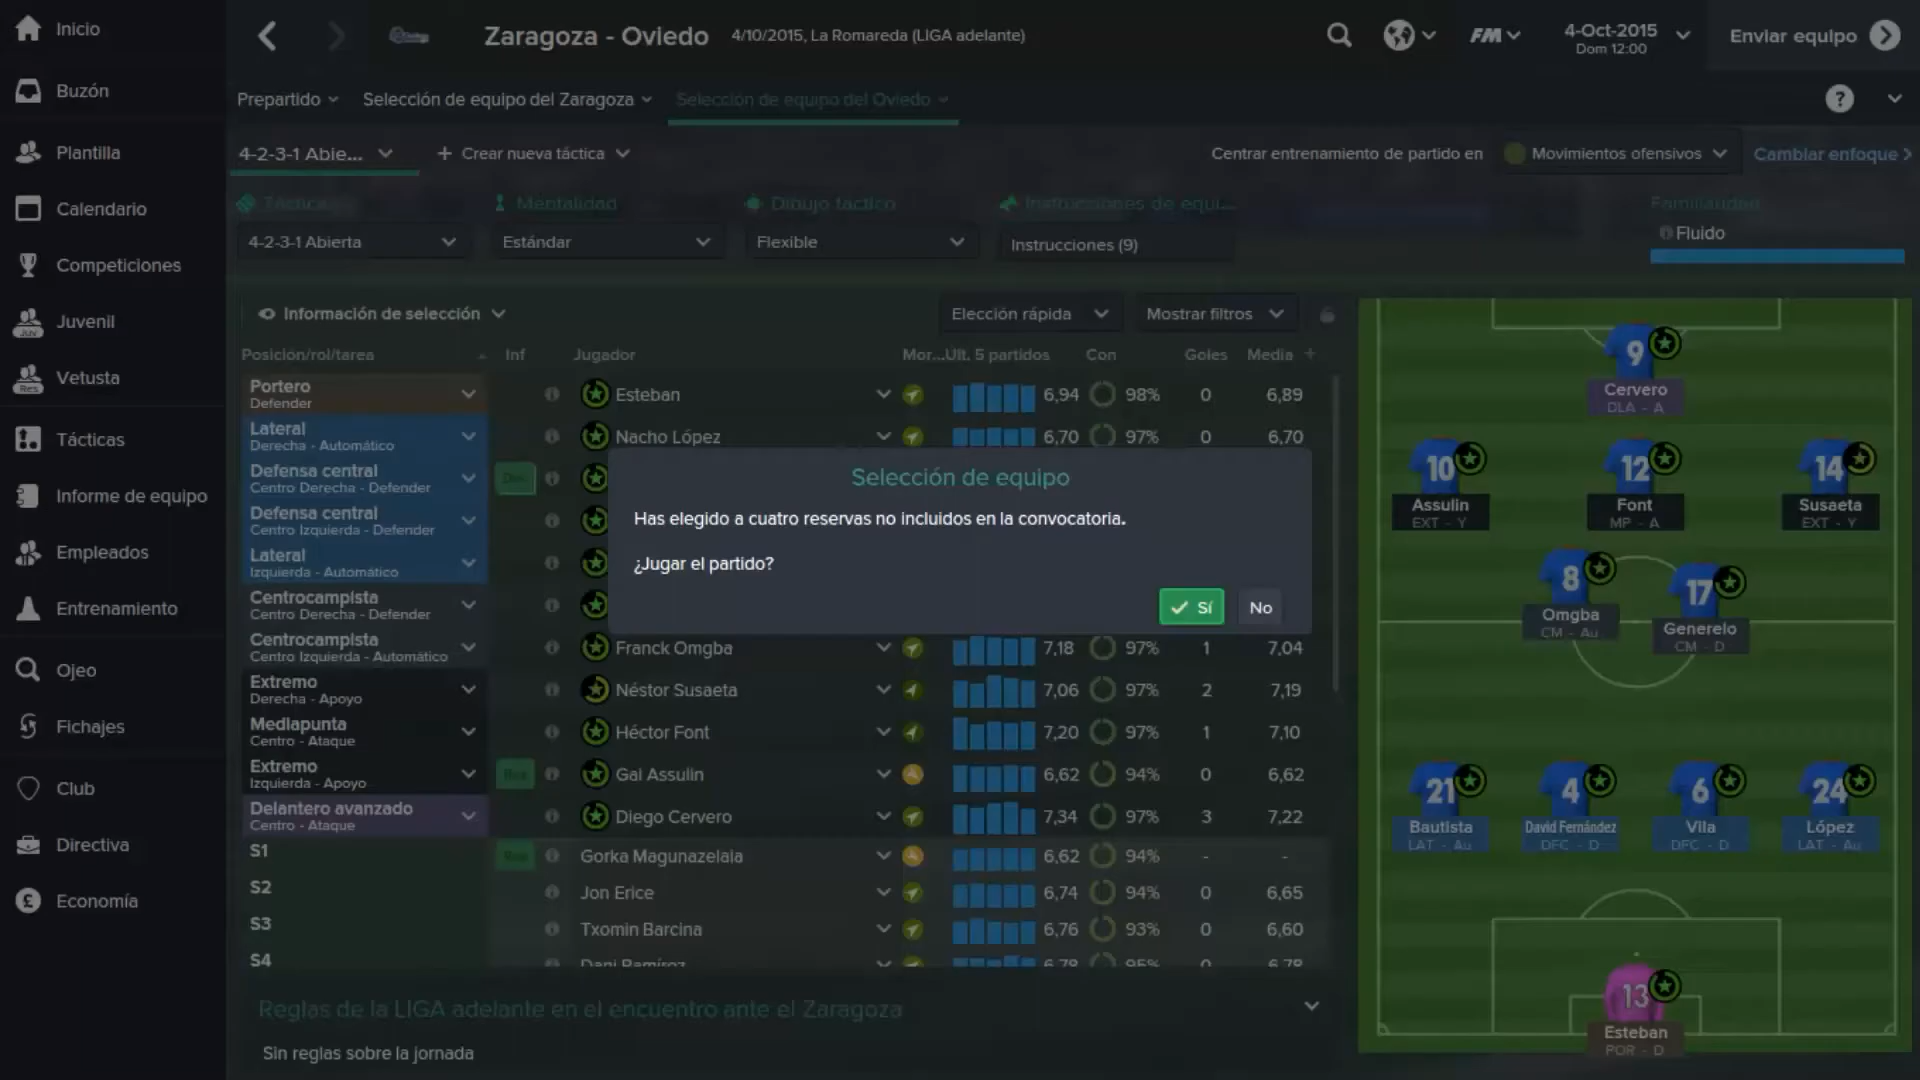 Inicio
Buzón
Plantilla
Calendario
Competiciones
Juvenil
Vetusta
Tácticas
Informe de equipo
Empleados
Entrenamiento
Ojeo
Fichajes
Club
Directiva
Economía
Zaragoza - Oviedo 4/10/2015, La Romareda (LIGA adelante)
FM
4-Oct-2015
Dom 12:00
Enviar equipo
Prepartido Selección de equipo del Zaragoza Selección de equipo del Oviedo
4-2-3-1 Abie... + Crear nueva táctica
Centrar entrenamiento de partido en Movimientos ofensivos Cambiar enfoque
Táctica Mentalidad Dibujo táctico Instrucciones de equi... Familiaridad
4-2-3-1 Abierta Estándar Flexible Instrucciones (9) Fluido
Información de selección Elección rápida Mostrar filtros
Posición/rol/tarea Inf Jugador Mor... Últ. 5 partidos Con Goles Media +
Portero
Defender
Esteban 6,94 98% 0 6,89
Lateral
Derecha - Automático
Nacho López 6,70 97% 0 6,70
Defensa central
Centro Derecha - Defender
Defensa central
Centro Izquierda - Defender
Lateral
Izquierda - Automático
Centrocampista
Centro Derecha - Defender
Centrocampista
Centro Izquierda - Automático
Franck Omgba 7,18 97% 1 7,04
Extremo
Derecha - Apoyo
Néstor Susaeta 7,06 97% 2 7,19
Mediapunta
Centro - Ataque
Héctor Font 7,20 97% 1 7,10
Extremo
Izquierda - Apoyo
Gai Assulin 6,62 94% 0 6,62
Delantero avanzado
Centro - Ataque
Diego Cervero 7,34 97% 3 7,22
S1 Gorka Magunazelaia 6,62 94% - -
S2 Jon Erice 6,74 94% 0 6,65
S3 Txomin Barcina 6,76 93% 0 6,60
S4 Dani Ramírez 6,78 95% 0 6,78
Selección de equipo
Has elegido a cuatro reservas no incluidos en la convocatoria.
¿Jugar el partido?
Sí No
Reglas de la LIGA adelante en el encuentro ante el Zaragoza
Sin reglas sobre la jornada
9
Cervero
DLA - A
10 12 14
Assulin Font Susaeta
EXT - Y MP - A EXT - Y
8 17
Omgba Generelo
CM - Au CM - D
21 4 6 24
Bautista David Fernández Vila López
LAT - Au DFC - D DFC - D LAT - Au
13
Esteban
POR - D